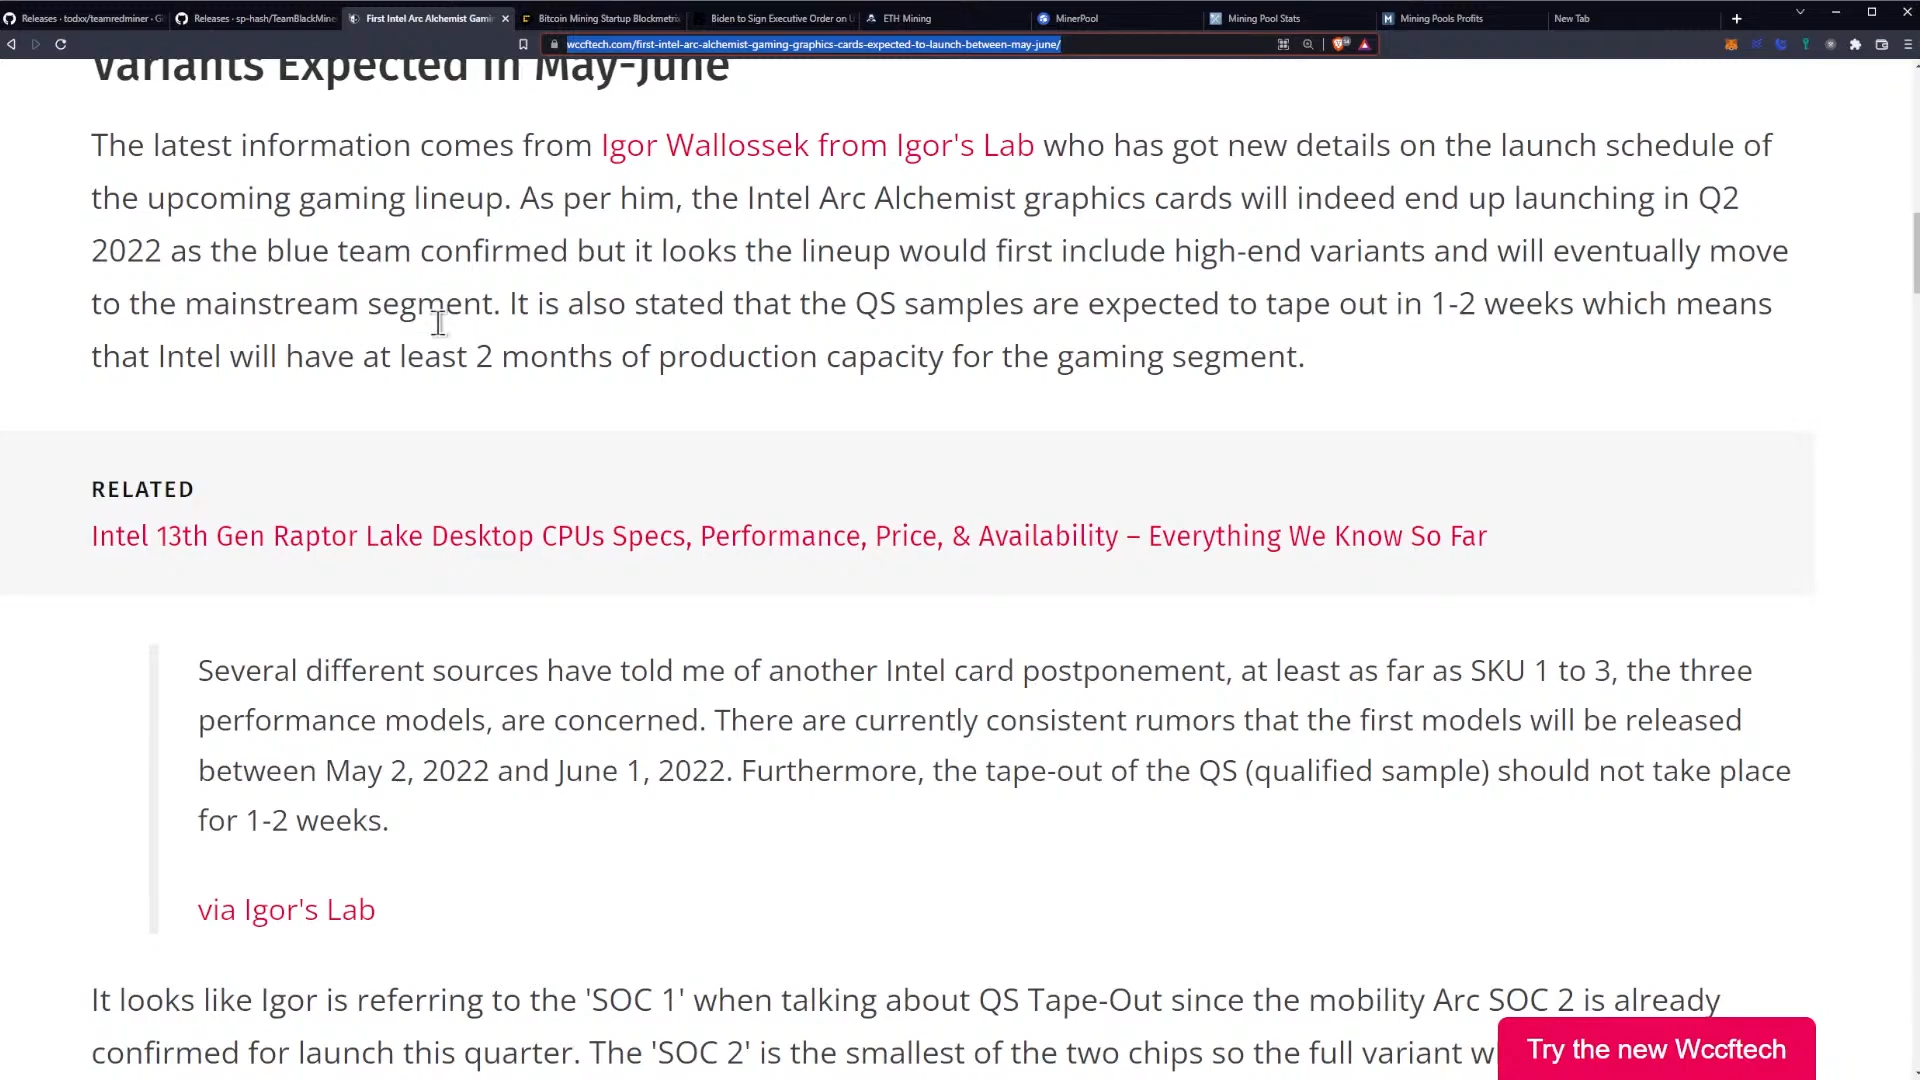 Releases · todxx/teamredminer · Gi
Releases · sp-hash/TeamBlackMine
First Intel Arc Alchemist Gami
Bitcoin Mining Startup Blockmetrix
Biden to Sign Executive Order on U
ETH Mining
MinerPool
Mining Pool Stats
Mining Pools Profits
New Tab
wccftech.com/first-intel-arc-alchemist-gaming-graphics-cards-expected-to-launch-between-may-june/
Variants Expected In May-June
The latest information comes from Igor Wallossek from Igor's Lab who has got new details on the launch schedule of
the upcoming gaming lineup. As per him, the Intel Arc Alchemist graphics cards will indeed end up launching in Q2
2022 as the blue team confirmed but it looks the lineup would first include high-end variants and will eventually move
to the mainstream segment. It is also stated that the QS samples are expected to tape out in 1-2 weeks which means
that Intel will have at least 2 months of production capacity for the gaming segment.
RELATED
Intel 13th Gen Raptor Lake Desktop CPUs Specs, Performance, Price, & Availability – Everything We Know So Far
Several different sources have told me of another Intel card postponement, at least as far as SKU 1 to 3, the three
performance models, are concerned. There are currently consistent rumors that the first models will be released
between May 2, 2022 and June 1, 2022. Furthermore, the tape-out of the QS (qualified sample) should not take place
for 1-2 weeks.
via Igor's Lab
It looks like Igor is referring to the 'SOC 1' when talking about QS Tape-Out since the mobility Arc SOC 2 is already
confirmed for launch this quarter. The 'SOC 2' is the smallest of the two chips so the full variant w
Try the new Wccftech